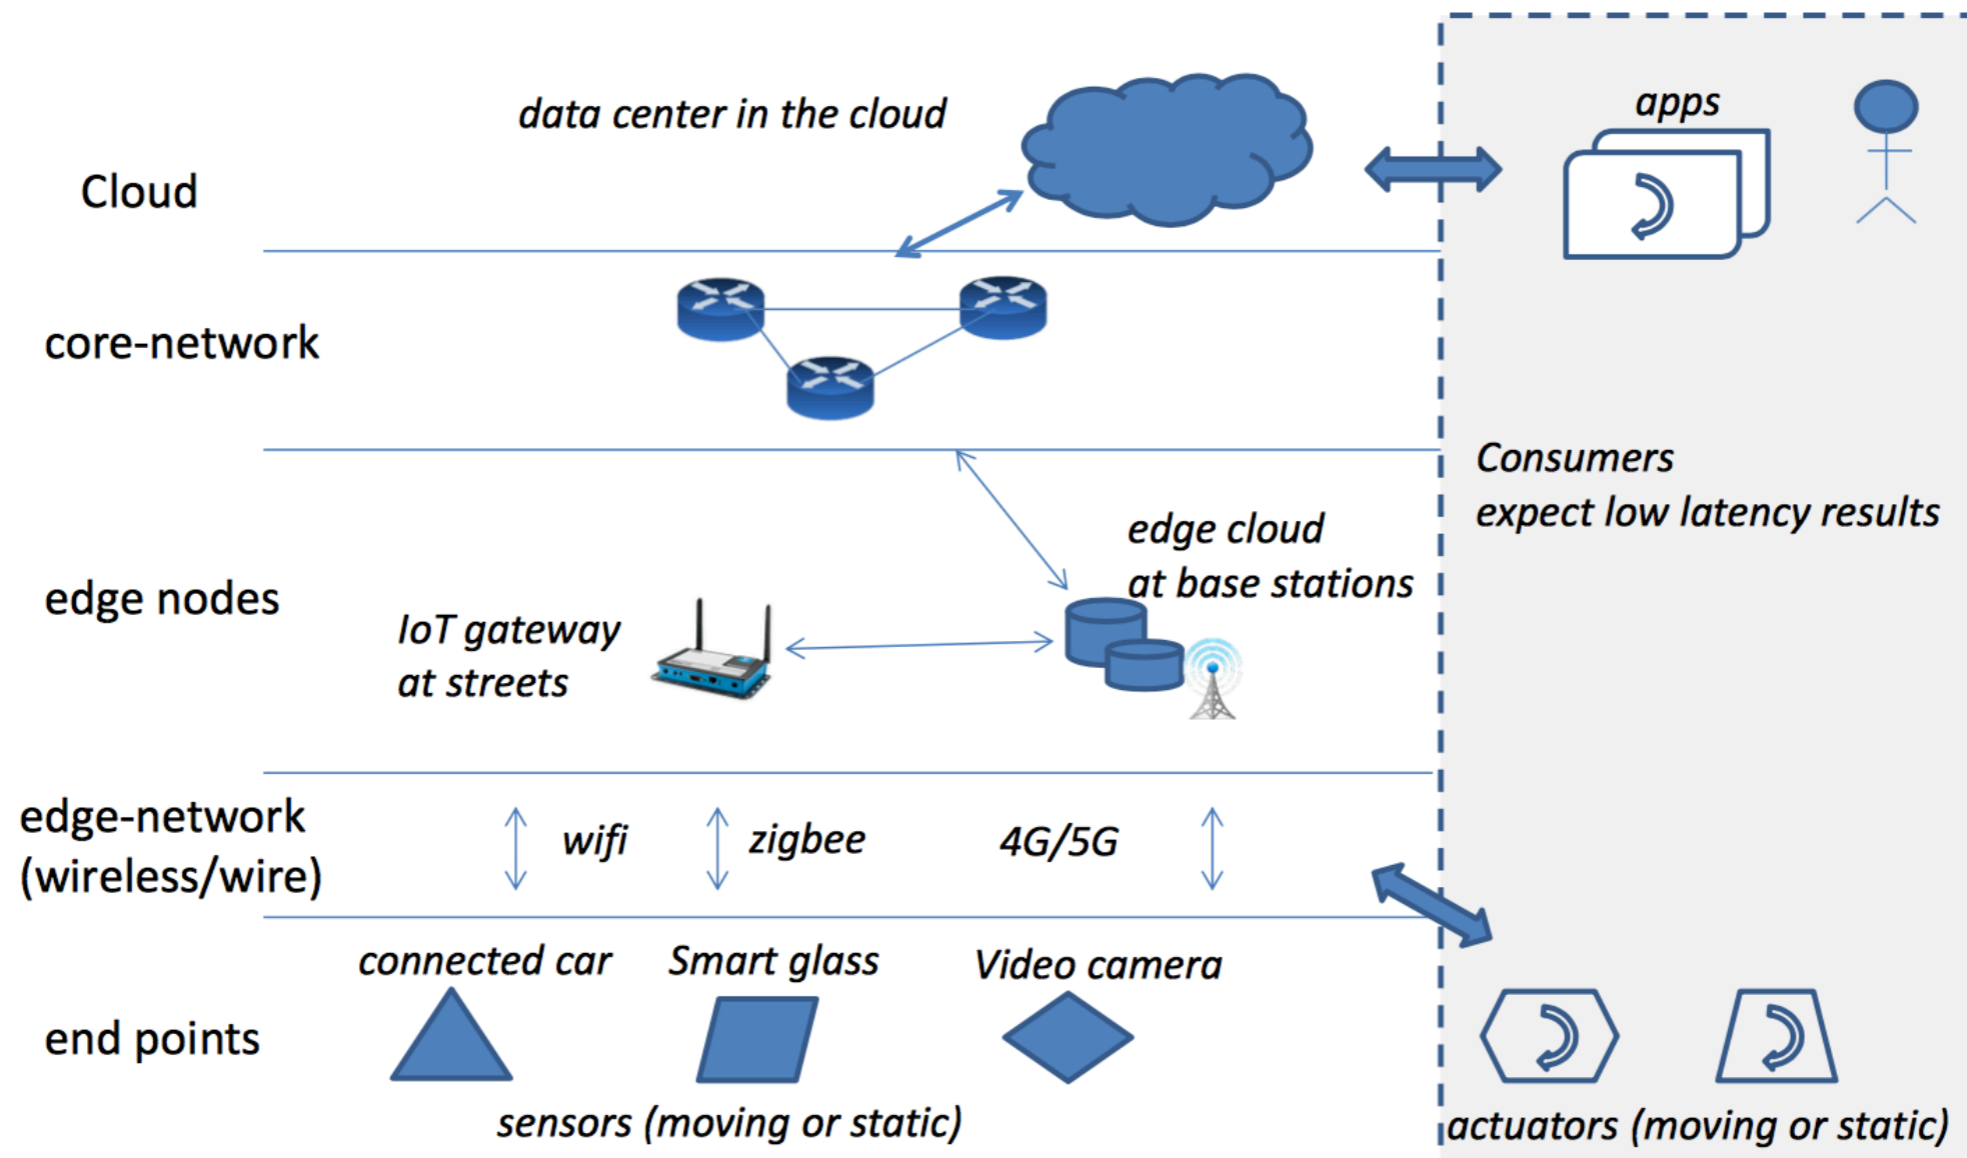 data center in the cloud
apps
Cloud
core-network
Consumers
expect low latency results
edge cloud
at base stations
edge nodes
IoT gateway
at streets
edge-network
(wireless/wire)
wifi
zigbee
4G/5G
connected car
Smart glass
Video camera
end points
sensors (moving or static)
actuators (moving or static)